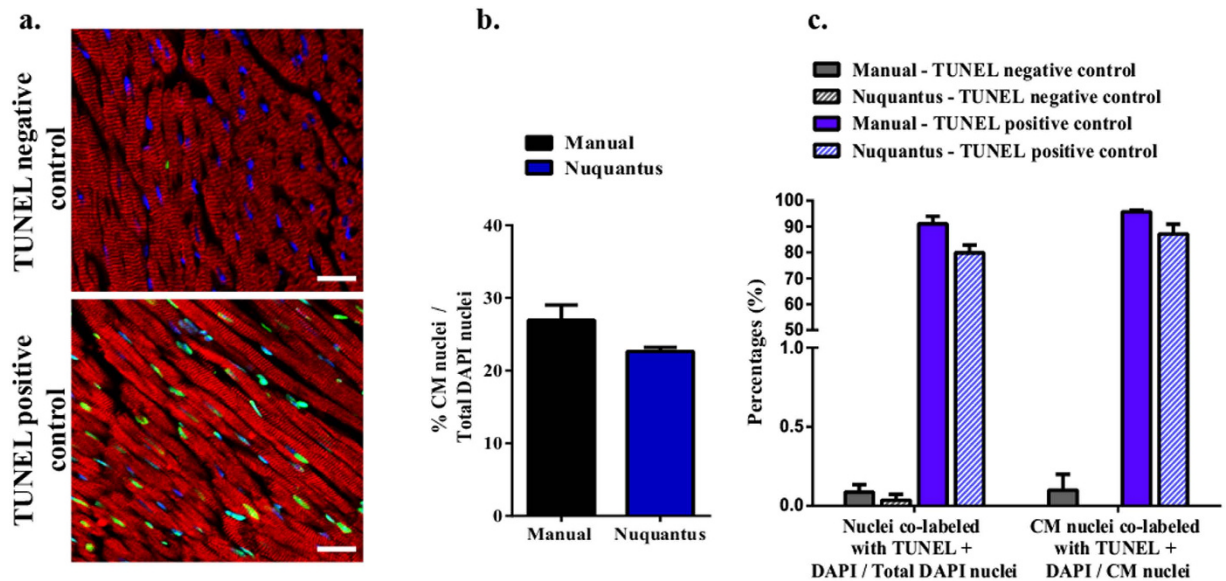 a.
TUNEL negative
control
TUNEL positive
control
b.
Manual
Nuquantus
% CM nuclei /
Total DAPI nuclei
40
30
20
10
0
Manual
Nuquantus
c.
Manual - TUNEL negative control
Nuquantus - TUNEL negative control
Manual - TUNEL positive control
Nuquantus - TUNEL positive control
Percentages (%)
100
90
80
70
60
50
1.0
0.5
0.0
Nuclei co-labeled
with TUNEL +
DAPI / Total DAPI nuclei
CM nuclei co-labeled
with TUNEL +
DAPI / CM nuclei